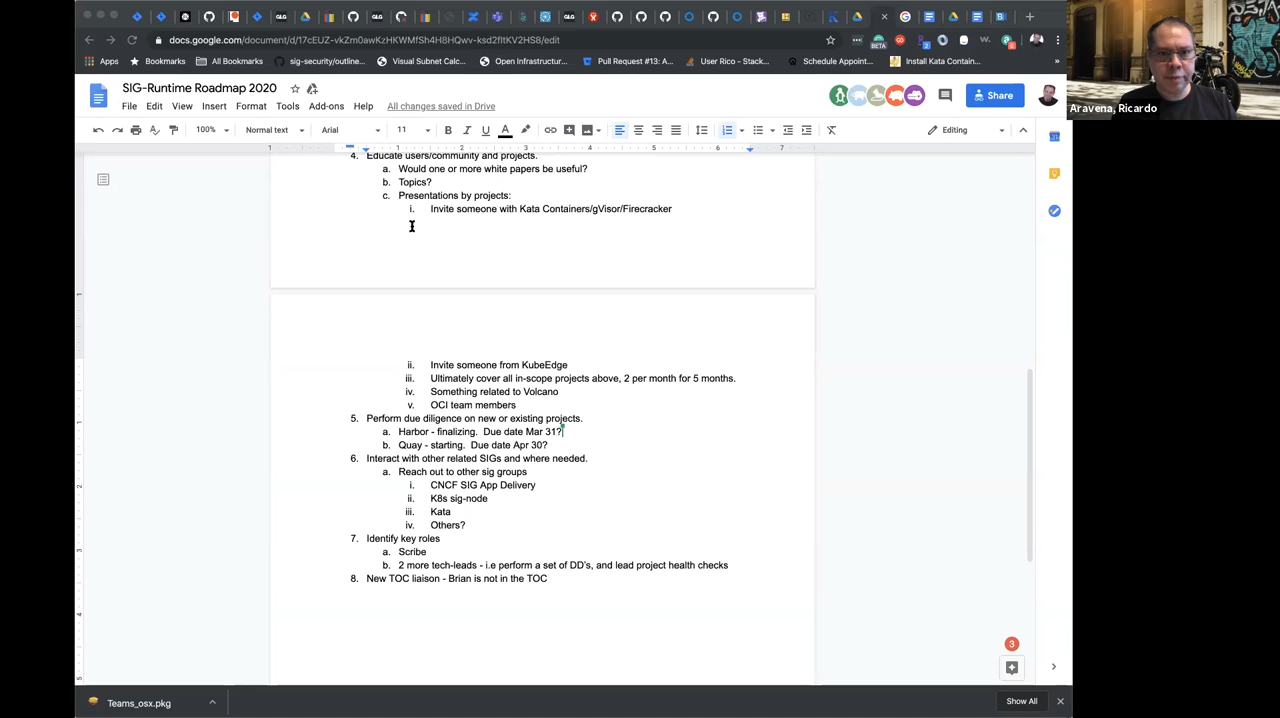 docs.google.com/document/d/17cEUZ-vkZm0awKzHKWMfSh4H8HQwv-ksd2fItKV2HS8/edit
BETA
Apps
Bookmarks
All Bookmarks
sig-security/outline...
Visual Subnet Calc...
Open Infrastructur...
Pull Request #13: A...
User Rico - Stack...
Schedule Appoint...
Install Kata Contain...
Aravena, Ricardo
SIG-Runtime Roadmap 2020
File Edit View Insert Format Tools Add-ons Help All changes saved in Drive
Share
100% Normal text Arial 11 Editing
1 1 2 3 4 5 6 7
4. Educate users/community and projects.
a. Would one or more white papers be useful?
b. Topics?
c. Presentations by projects:
i. Invite someone with Kata Containers/gVisor/Firecracker
ii. Invite someone from KubeEdge
iii. Ultimately cover all in-scope projects above, 2 per month for 5 months.
iv. Something related to Volcano
v. OCI team members
5. Perform due diligence on new or existing projects.
a. Harbor - finalizing. Due date Mar 31?
b. Quay - starting. Due date Apr 30?
6. Interact with other related SIGs and where needed.
a. Reach out to other sig groups
i. CNCF SIG App Delivery
ii. K8s sig-node
iii. Kata
iv. Others?
7. Identify key roles
a. Scribe
b. 2 more tech-leads - i.e perform a set of DD's, and lead project health checks
8. New TOC liaison - Brian is not in the TOC
3
Teams_osx.pkg
Show All